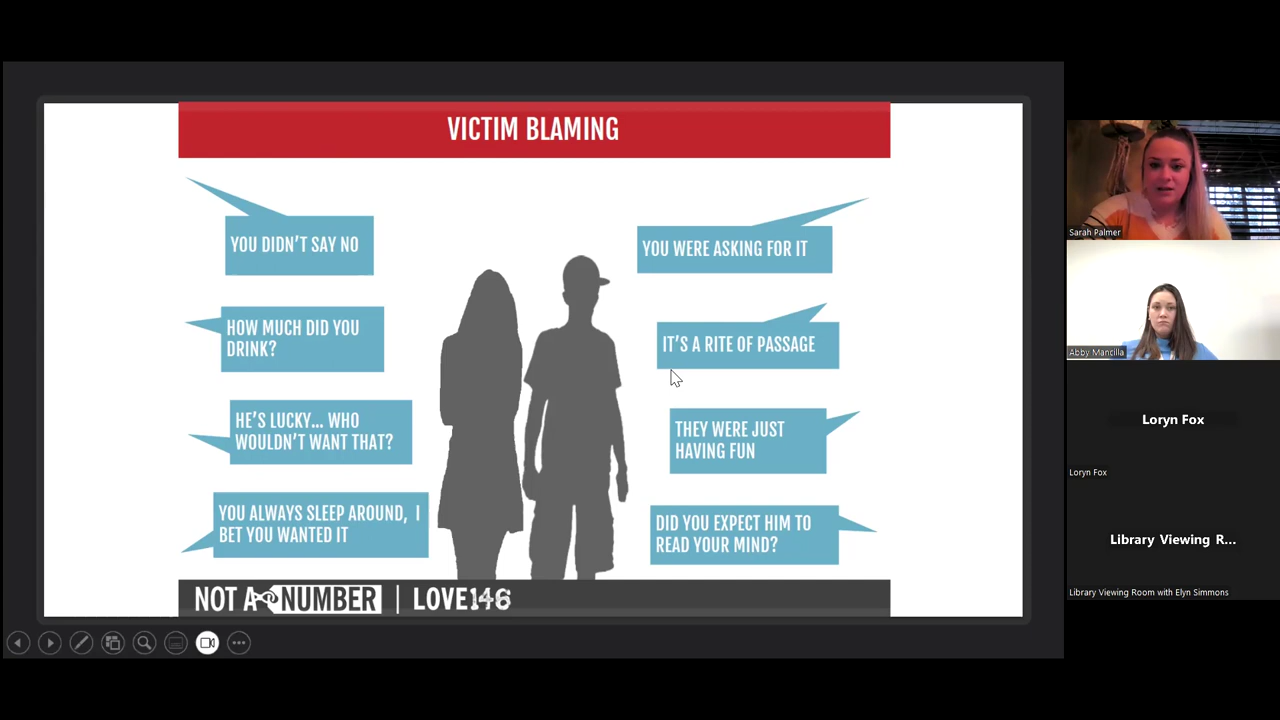 VICTIM BLAMING
YOU DIDN'T SAY NO
HOW MUCH DID YOU
DRINK?
HE'S LUCKY... WHO
WOULDN'T WANT THAT?
YOU ALWAYS SLEEP AROUND, I
BET YOU WANTED IT
YOU WERE ASKING FOR IT
IT'S A RITE OF PASSAGE
THEY WERE JUST
HAVING FUN
DID YOU EXPECT HIM TO
READ YOUR MIND?
NOT A NUMBER | LOVE146
Sarah Palmer
Abby Mancilla
Loryn Fox
Loryn Fox
Library Viewing R...
Library Viewing Room with Elyn Simmons